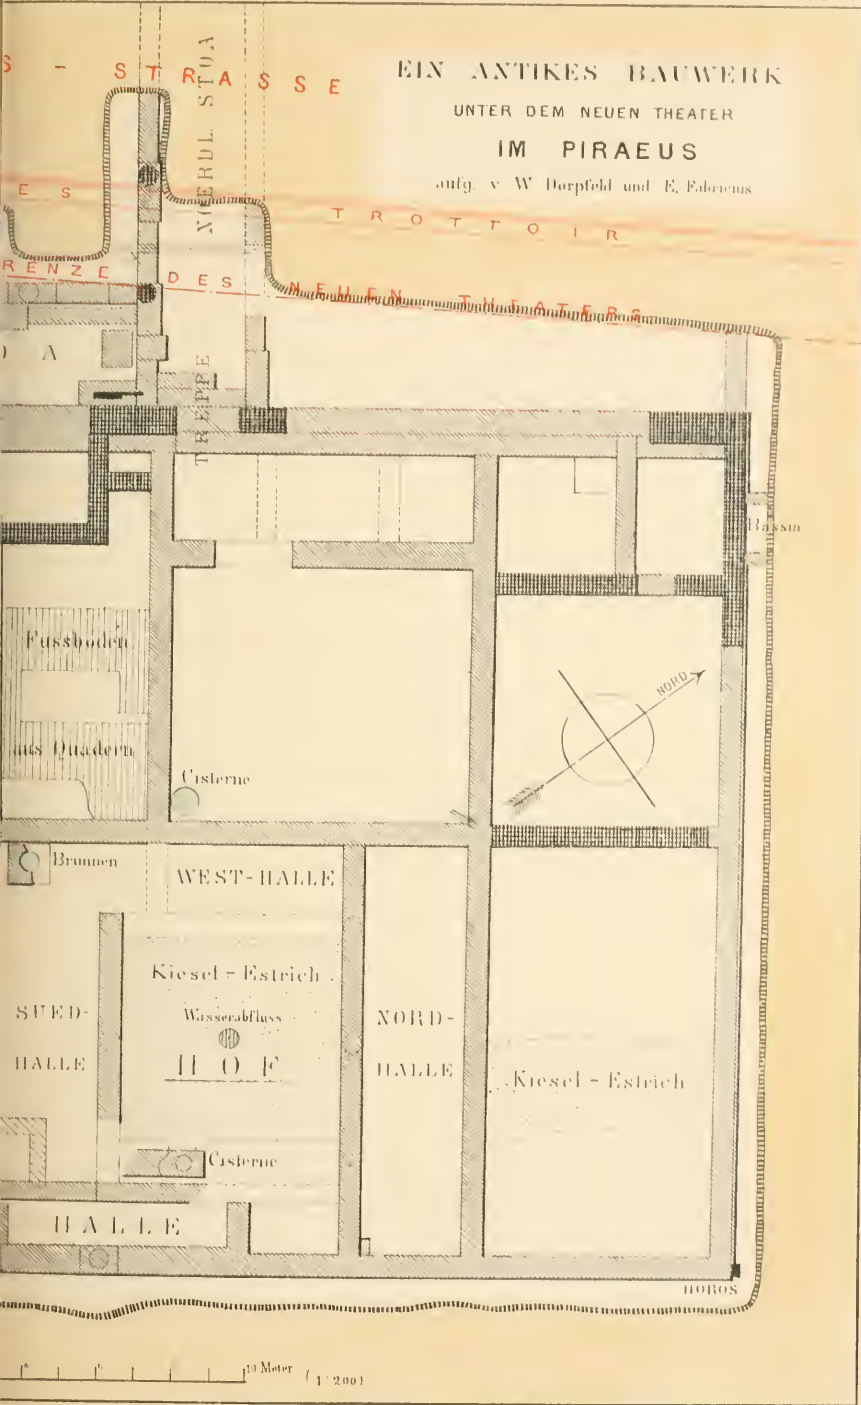 EIN ANTIKES BAUWERK
UNTER DEM NEUEN THEATER
IM PIRAEUS
aufg. v. W. Dörpfeld und E. Fabricius
S - STRASSE
NOERDL. STOA
ES TROTTOIR
RENZE DES NEUEN THEATERS
OA
TREPPE
Bassin
Fussboden
aus Quadern
NORD
Cisterne
Brunnen
WEST-HALLE
Kiesel-Estrich
SUED-
HALLE
Wasserabfluss
HOF
NORD-
HALLE
Kiesel-Estrich
Cisterne
HALLE
HOROS
10 Meter (1:200)